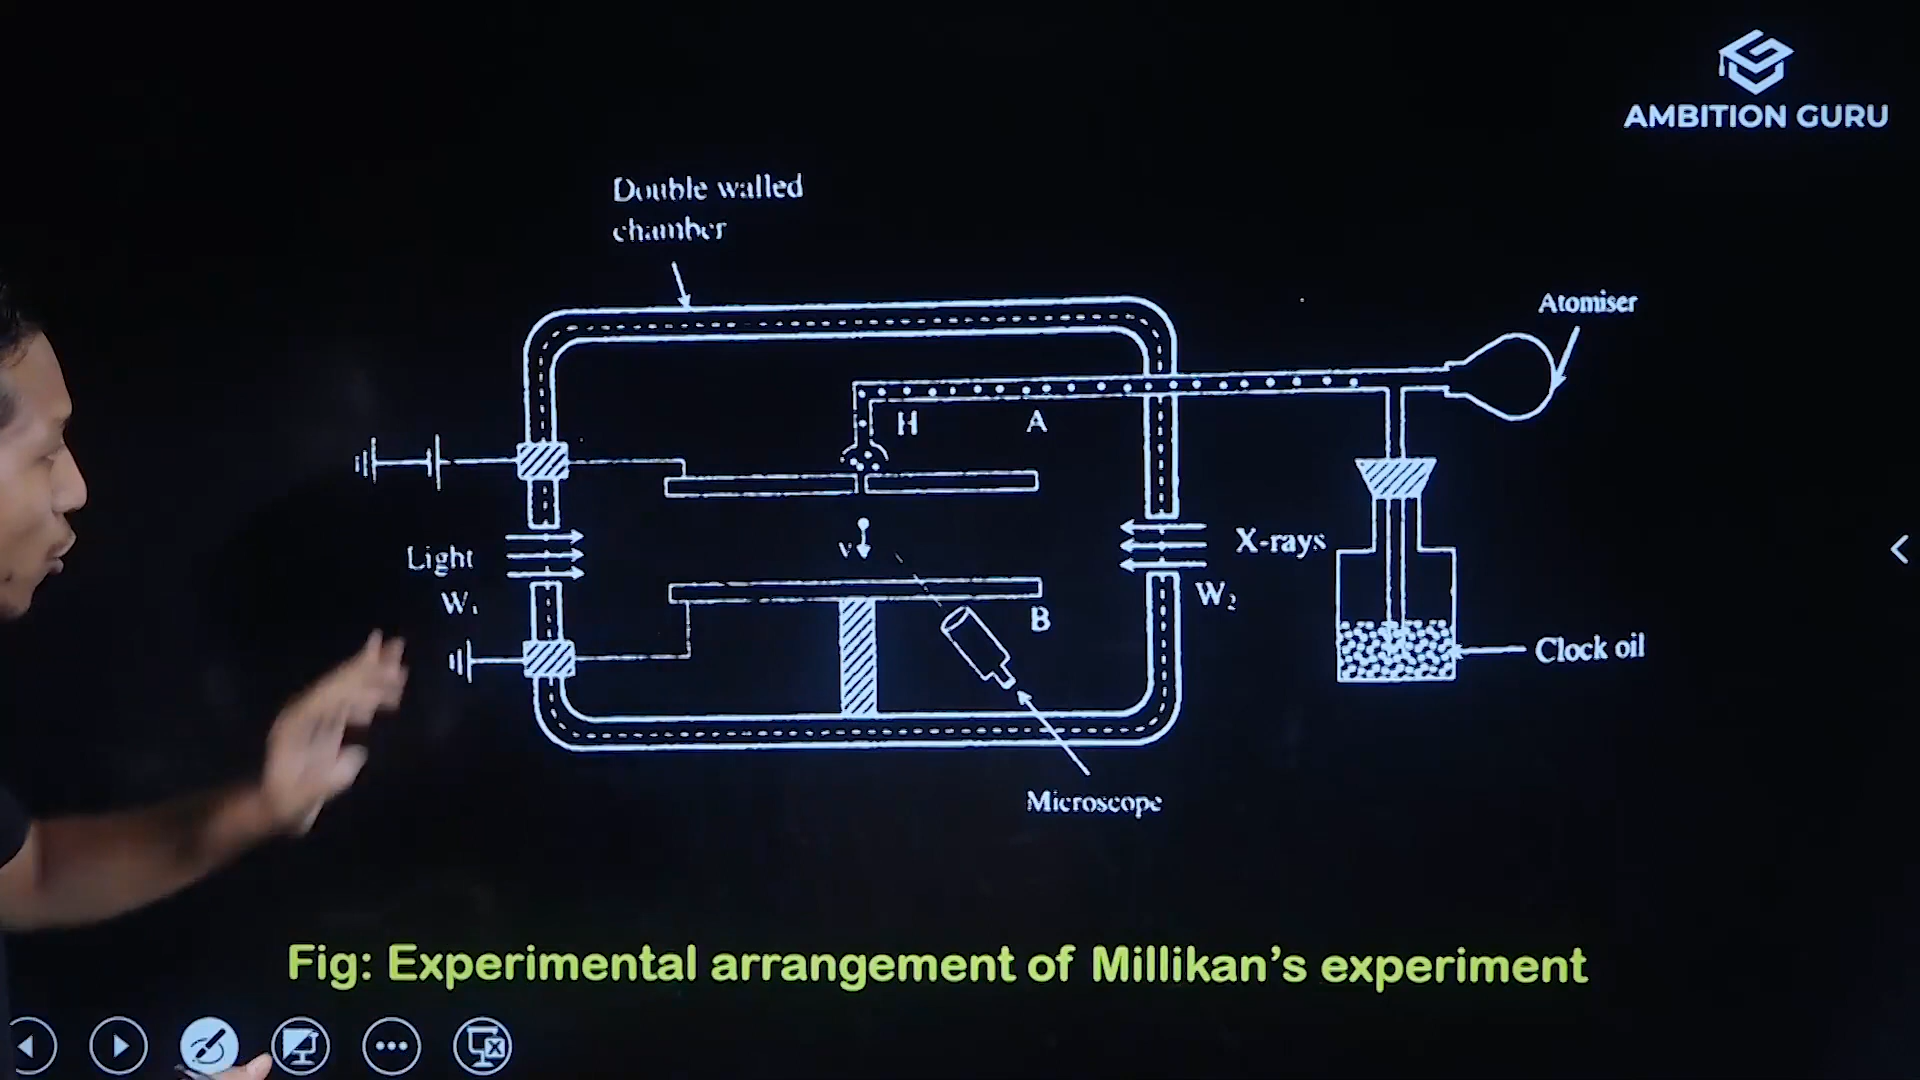 AMBITION GURU
Double walled
chamber
Atomiser
H
A
Light
v
X-rays
W₁
B
W₂
Clock oil
Microscope
Fig: Experimental arrangement of Millikan's experiment